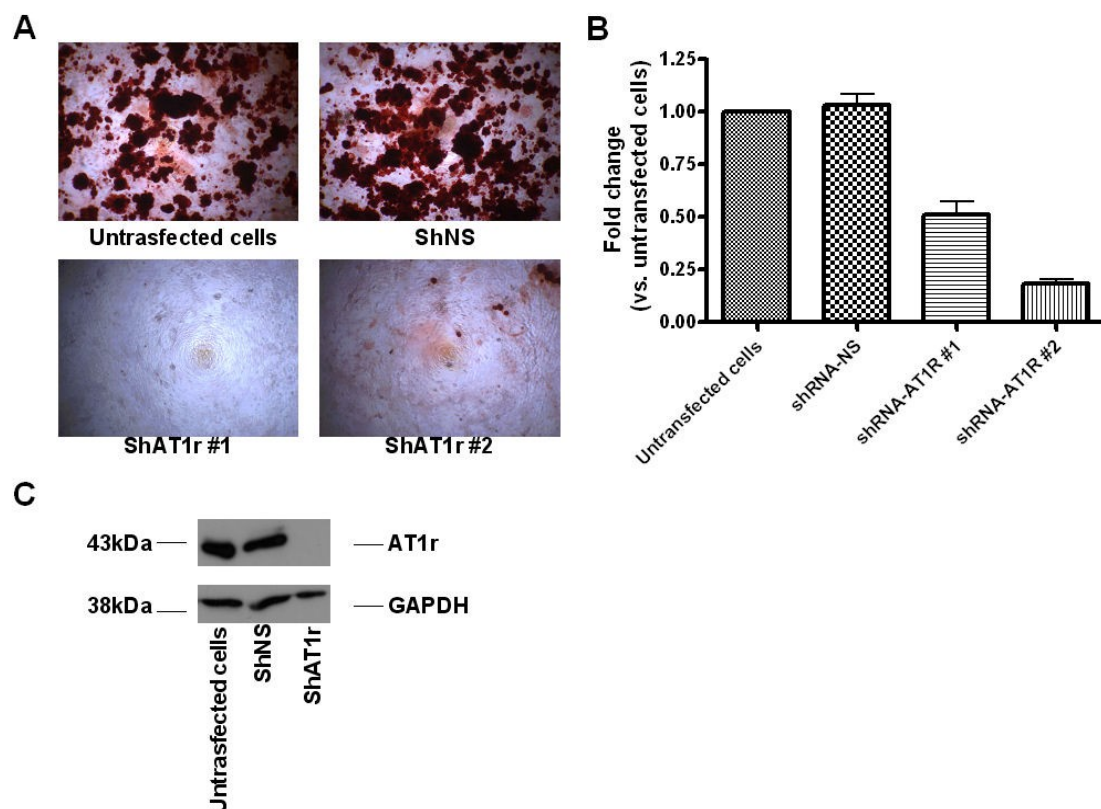 A
Untrasfected cells
ShNS
ShAT1r #1
ShAT1r #2
B
Fold change
(vs. untransfected cells)
1.25
1.00
0.75
0.50
0.25
0.00
Untransfected cells
shRNA-NS
shRNA-AT1R #1
shRNA-AT1R #2
C
43kDa
AT1r
38kDa
GAPDH
Untrasfected cells
ShNS
ShAT1r